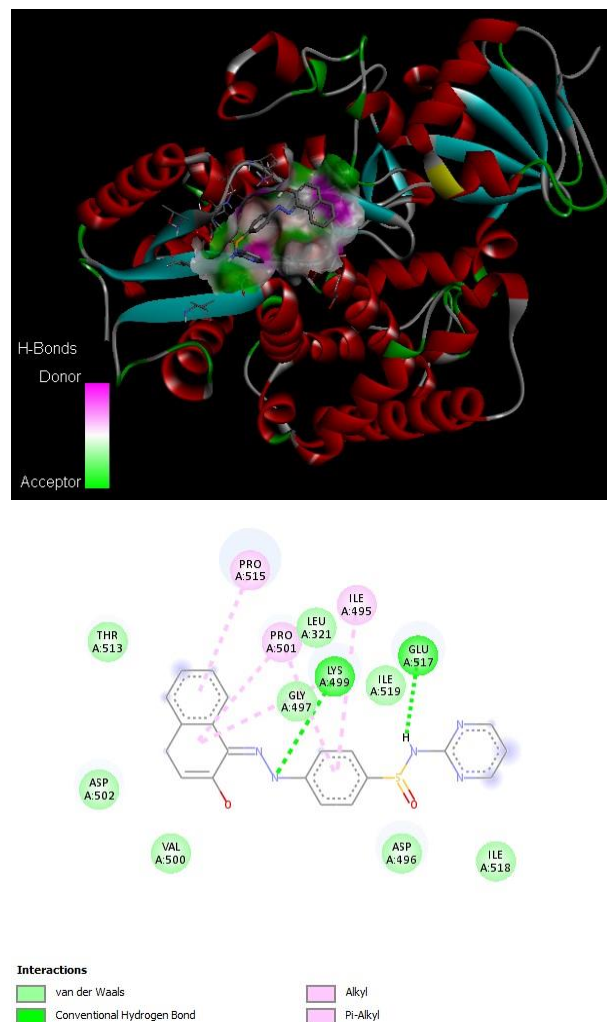 H-Bonds
Donor
Acceptor
PRO
A:515
THR
A:513
PRO
A:501
LEU
A:321
ILE
A:495
LYS
A:499
GLY
A:497
ILE
A:519
GLU
A:517
H
N
N
N
N
N
S
O
O
ASP
A:502
VAL
A:500
ASP
A:496
ILE
A:518
Interactions
van der Waals
Conventional Hydrogen Bond
Alkyl
Pi-Alkyl